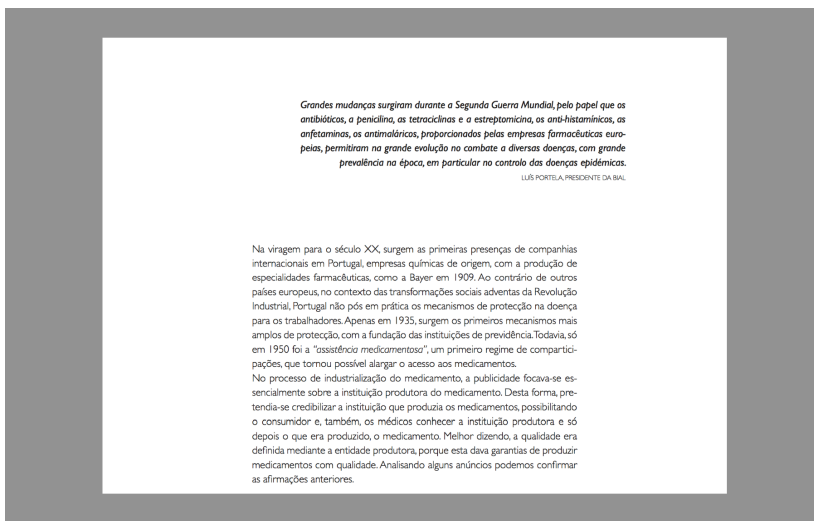 Grandes mudanças surgiram durante a Segunda Guerra Mundial, pelo papel que os
antibióticos, a penicilina, as tetraciclinas e a estreptomicina, os anti-histamínicos, as
anfetaminas, os antimaláricos, proporcionados pelas empresas farmacêuticas euro-
peias, permitiram na grande evolução no combate a diversas doenças, com grande
prevalência na época, em particular no controlo das doenças epidémicas.
LUÍS PORTELA, PRESIDENTE DA BIAL
Na viragem para o século XX, surgem as primeiras presenças de companhias
internacionais em Portugal, empresas químicas de origem, com a produção de
especialidades farmacêuticas, como a Bayer em 1909. Ao contrário de outros
países europeus, no contexto das transformações sociais adventas da Revolução
Industrial, Portugal não pós em prática os mecanismos de protecção na doença
para os trabalhadores. Apenas em 1935, surgem os primeiros mecanismos mais
amplos de protecção, com a fundação das instituições de previdência. Todavia, só
em 1950 foi a "assistência medicamentosa", um primeiro regime de compartici-
pações, que tornou possível alargar o acesso aos medicamentos.
No processo de industrialização do medicamento, a publicidade focava-se es-
sencialmente sobre a instituição produtora do medicamento. Desta forma, pre-
tendia-se credibilizar a instituição que produzia os medicamentos, possibilitando
o consumidor e, também, os médicos conhecer a instituição produtora e só
depois o que era produzido, o medicamento. Melhor dizendo, a qualidade era
definida mediante a entidade produtora, porque esta dava garantias de produzir
medicamentos com qualidade. Analisando alguns anúncios podemos confirmar
as afirmações anteriores.